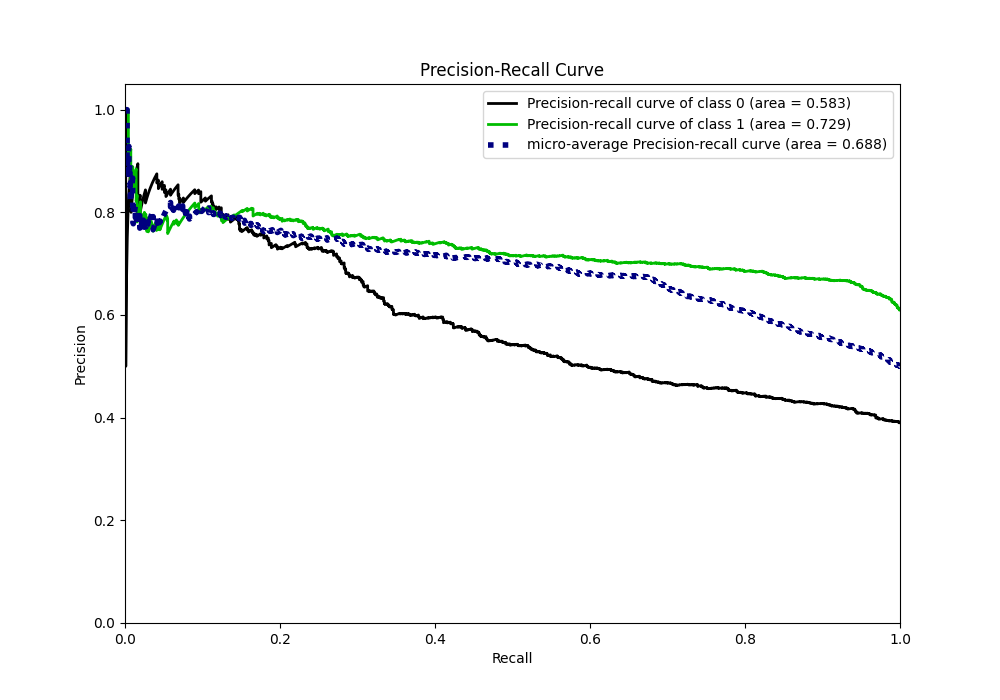 Precision-Recall Curve
Precision-recall curve of class 0 (area = 0.583)
Precision-recall curve of class 1 (area = 0.729)
micro-average Precision-recall curve (area = 0.688)
Precision
1.0
0.8
0.6
0.4
0.2
0.0
0.0 0.2 0.4 0.6 0.8 1.0
Recall